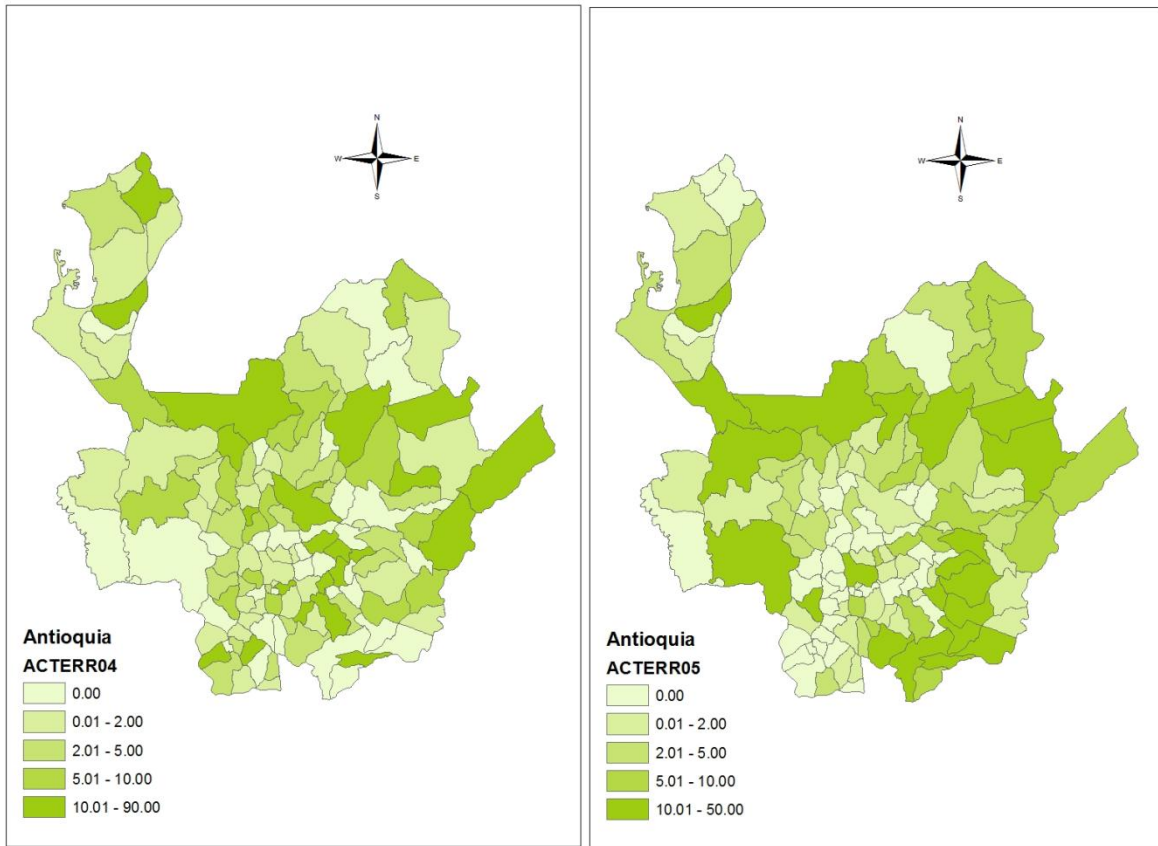 N
W E
S
Antioquia
ACTERR04
0.00
0.01 - 2.00
2.01 - 5.00
5.01 - 10.00
10.01 - 90.00
N
W E
S
Antioquia
ACTERR05
0.00
0.01 - 2.00
2.01 - 5.00
5.01 - 10.00
10.01 - 50.00